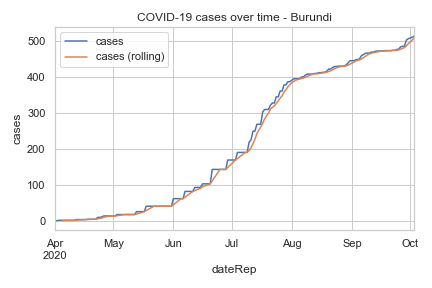 COVID-19 cases over time - Burundi
cases
cases (rolling)
500
400
300
200
100
0
cases
Apr May Jun Jul Aug Sep Oct
2020
dateRep